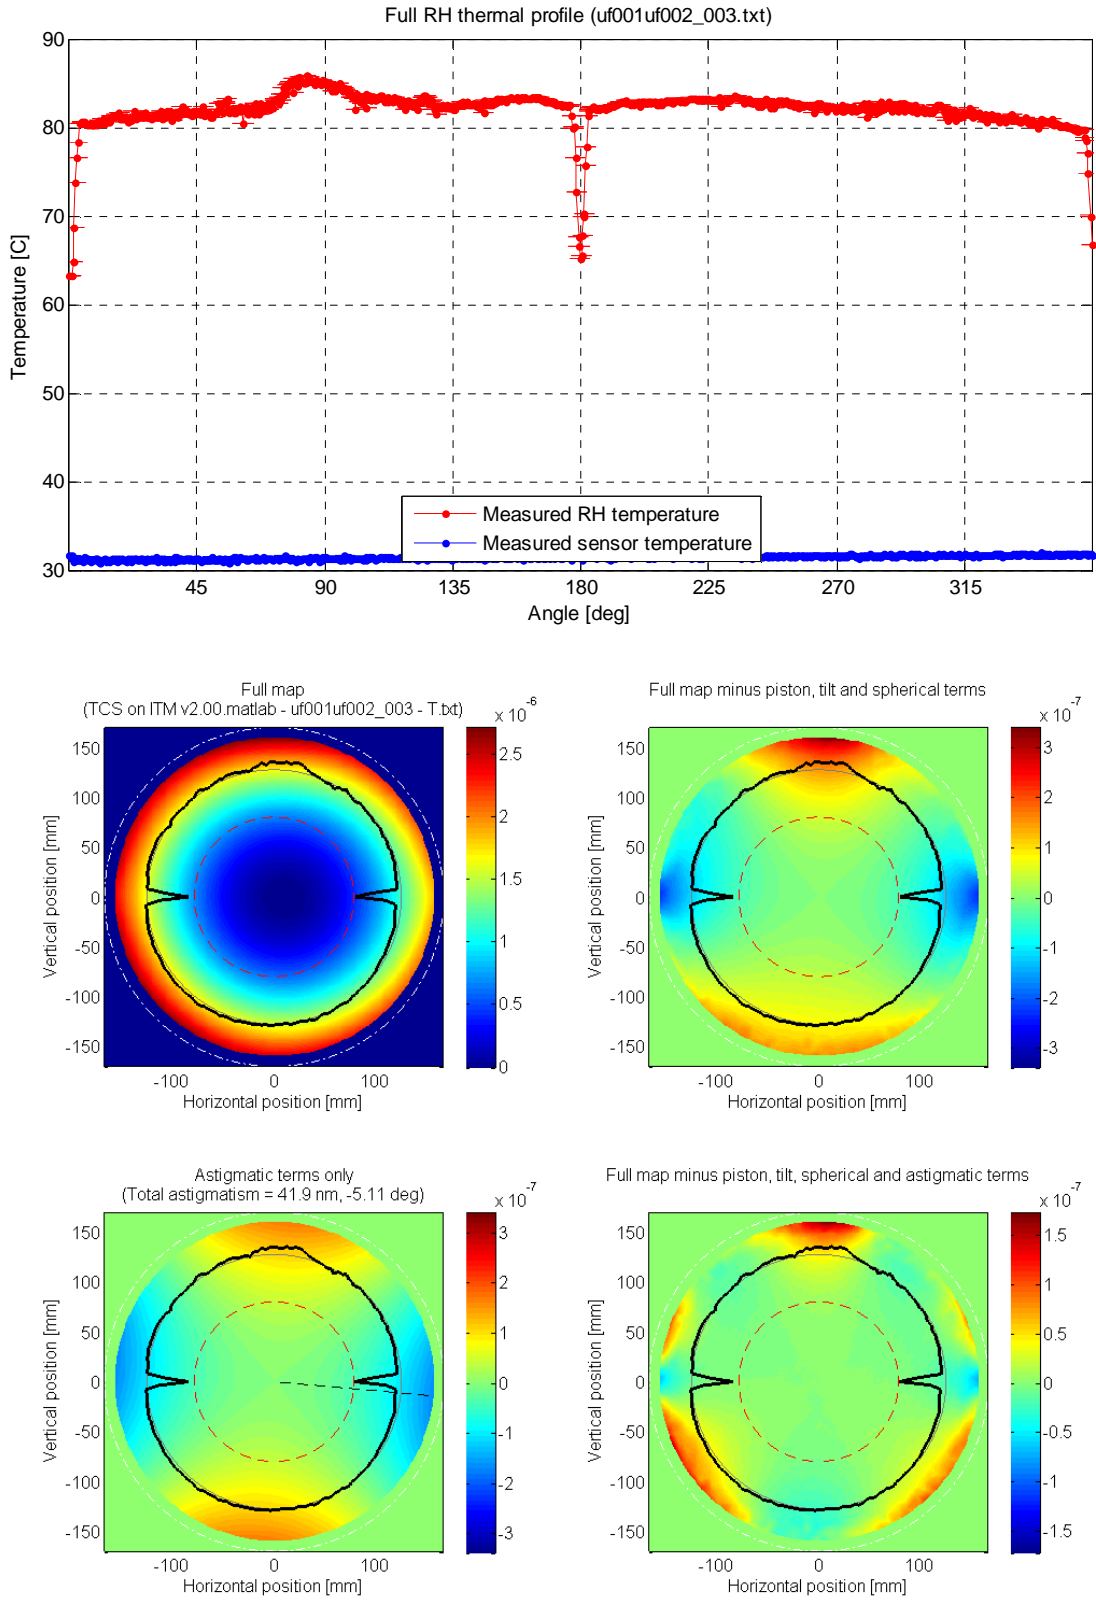 Full RH thermal profile (uf001uf002_003.txt)
90
80
70
60
50
40
30
Temperature [C]
Measured RH temperature
Measured sensor temperature
45 90 135 180 225 270 315
Angle [deg]
Full map
(TCS on ITM v2.00.matlab - uf001uf002_003 - T.txt)
x 10^-6
150
100
50
0
-50
-100
-150
Vertical position [mm]
-100 0 100
Horizontal position [mm]
2.5
2
1.5
1
0.5
0
Full map minus piston, tilt and spherical terms
x 10^-7
150
100
50
0
-50
-100
-150
Vertical position [mm]
-100 0 100
Horizontal position [mm]
3
2
1
0
-1
-2
-3
Astigmatic terms only
(Total astigmatism = 41.9 nm, -5.11 deg)
x 10^-7
150
100
50
0
-50
-100
-150
Vertical position [mm]
-100 0 100
Horizontal position [mm]
3
2
1
0
-1
-2
-3
Full map minus piston, tilt, spherical and astigmatic terms
x 10^-7
150
100
50
0
-50
-100
-150
Vertical position [mm]
-100 0 100
Horizontal position [mm]
1.5
1
0.5
0
-0.5
-1
-1.5